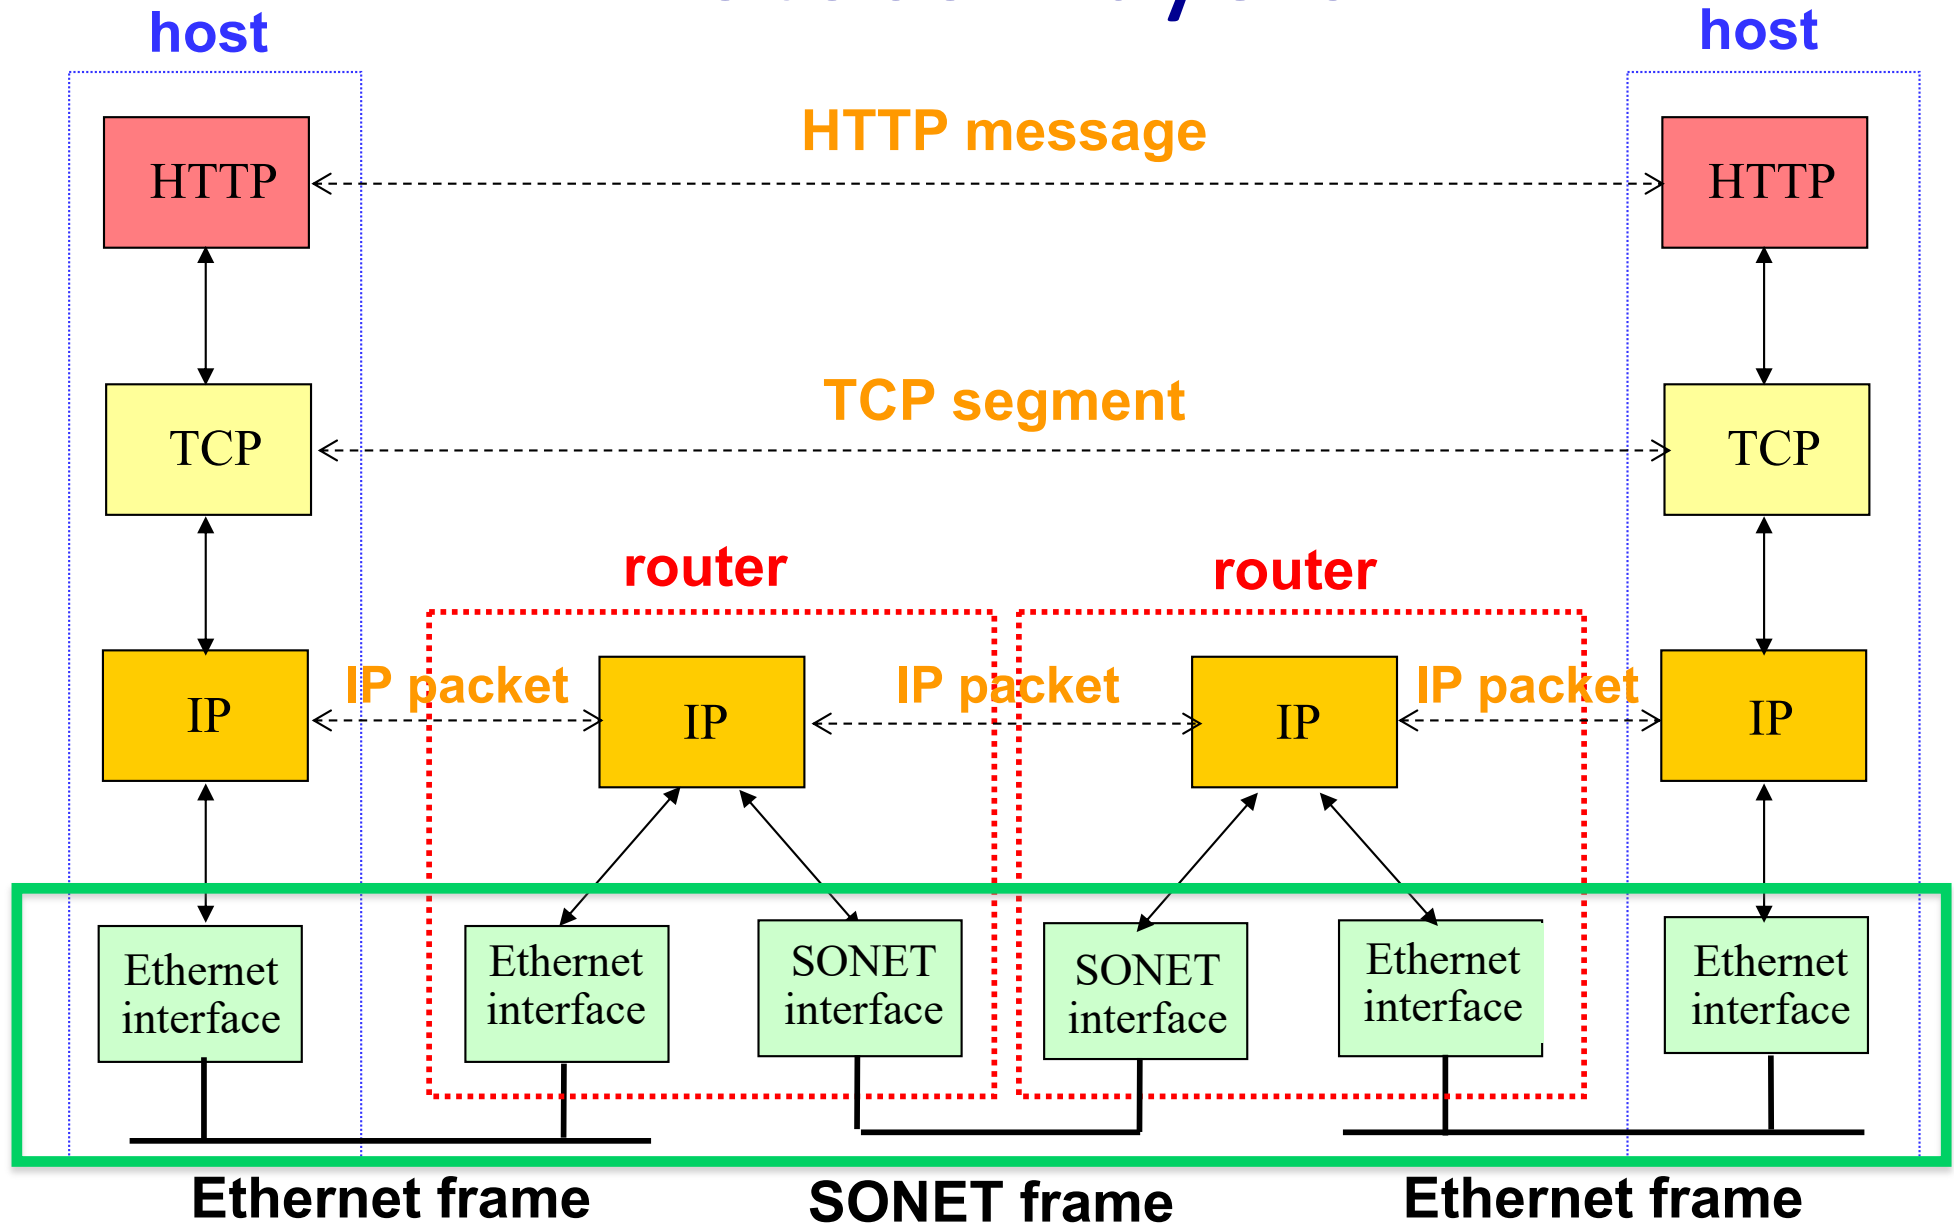 host
host
HTTP message
HTTP
HTTP
TCP segment
TCP
TCP
router
router
IP packet
IP packet
IP packet
IP
IP
IP
IP
Ethernet
interface
Ethernet
interface
SONET
interface
SONET
interface
Ethernet
interface
Ethernet
interface
Ethernet frame
SONET frame
Ethernet frame